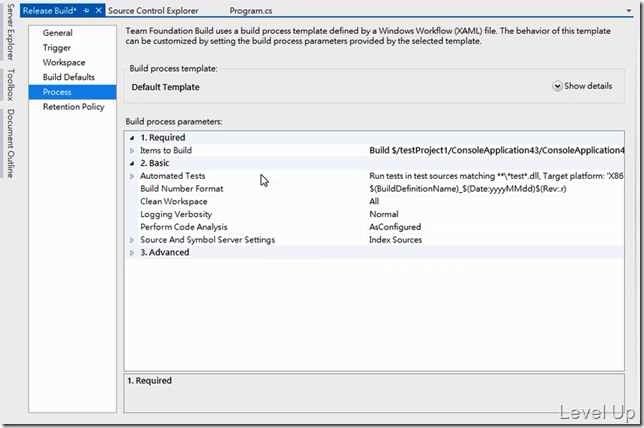 Release Build*
Source Control Explorer
Program.cs
Server Explorer
Toolbox
Document Outline
General
Trigger
Workspace
Build Defaults
Process
Retention Policy
Team Foundation Build uses a build process template defined by a Windows Workflow (XAML) file. The behavior of this template
can be customized by setting the build process parameters provided by the selected template.
Build process template:
Default Template
Show details
Build process parameters:
1. Required
Items to Build Build $/testProject1/ConsoleApplication43/ConsoleApplication4
2. Basic
Automated Tests Run tests in test sources matching **\*test*.dll, Target platform: 'X86
Build Number Format $(BuildDefinitionName)_$(Date:yyyyMMdd)$(Rev:.r)
Clean Workspace All
Logging Verbosity Normal
Perform Code Analysis AsConfigured
Source And Symbol Server Settings Index Sources
3. Advanced
1. Required
Level Up